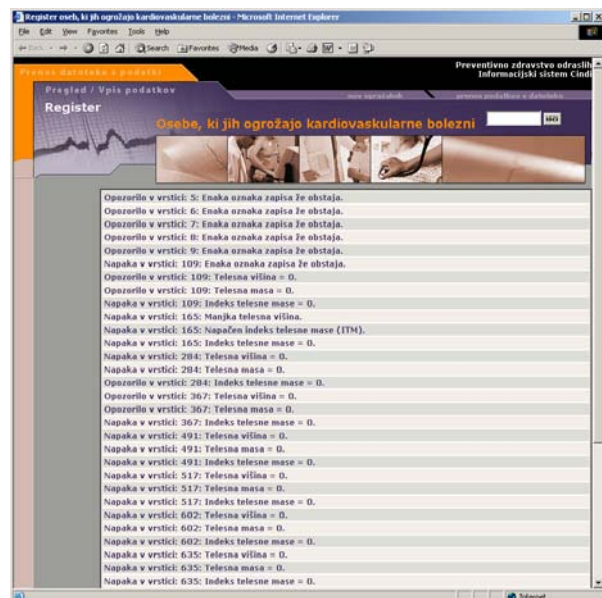 Register oseb, ki jih ogrožajo kardiovaskularne bolezni - Microsoft Internet Explorer
File Edit View Favorites Tools Help
Back Search Favorites Media
Preventivno zdravstvo odraslih
Informacijski sistem Cindi
Prenos datoteke s podatki
Pregled / Vpis podatkov
nov vprašalnik prenos podatkov v datoteko
Register
Osebe, ki jih ogrožajo kardiovaskularne bolezni
Opozorilo v vrstici: 5: Enaka oznaka zapisa že obstaja.
Opozorilo v vrstici: 6: Enaka oznaka zapisa že obstaja.
Opozorilo v vrstici: 7: Enaka oznaka zapisa že obstaja.
Opozorilo v vrstici: 8: Enaka oznaka zapisa že obstaja.
Opozorilo v vrstici: 9: Enaka oznaka zapisa že obstaja.
Napaka v vrstici: 109: Enaka oznaka zapisa že obstaja.
Opozorilo v vrstici: 109: Telesna višina = 0.
Opozorilo v vrstici: 109: Telesna masa = 0.
Napaka v vrstici: 109: Indeks telesne mase = 0.
Napaka v vrstici: 165: Manjka telesna višina.
Napaka v vrstici: 165: Napačen indeks telesne mase (ITM).
Napaka v vrstici: 165: Indeks telesne mase = 0.
Napaka v vrstici: 284: Telesna višina = 0.
Napaka v vrstici: 284: Telesna masa = 0.
Opozorilo v vrstici: 284: Indeks telesne mase = 0.
Opozorilo v vrstici: 367: Telesna višina = 0.
Opozorilo v vrstici: 367: Telesna masa = 0.
Napaka v vrstici: 367: Indeks telesne mase = 0.
Napaka v vrstici: 491: Telesna višina = 0.
Napaka v vrstici: 491: Telesna masa = 0.
Napaka v vrstici: 491: Indeks telesne mase = 0.
Napaka v vrstici: 517: Telesna višina = 0.
Napaka v vrstici: 517: Telesna masa = 0.
Napaka v vrstici: 517: Indeks telesne mase = 0.
Napaka v vrstici: 602: Telesna višina = 0.
Napaka v vrstici: 602: Telesna masa = 0.
Napaka v vrstici: 602: Indeks telesne mase = 0.
Napaka v vrstici: 635: Telesna višina = 0.
Napaka v vrstici: 635: Telesna masa = 0.
Napaka v vrstici: 635: Indeks telesne mase = 0.
Internet